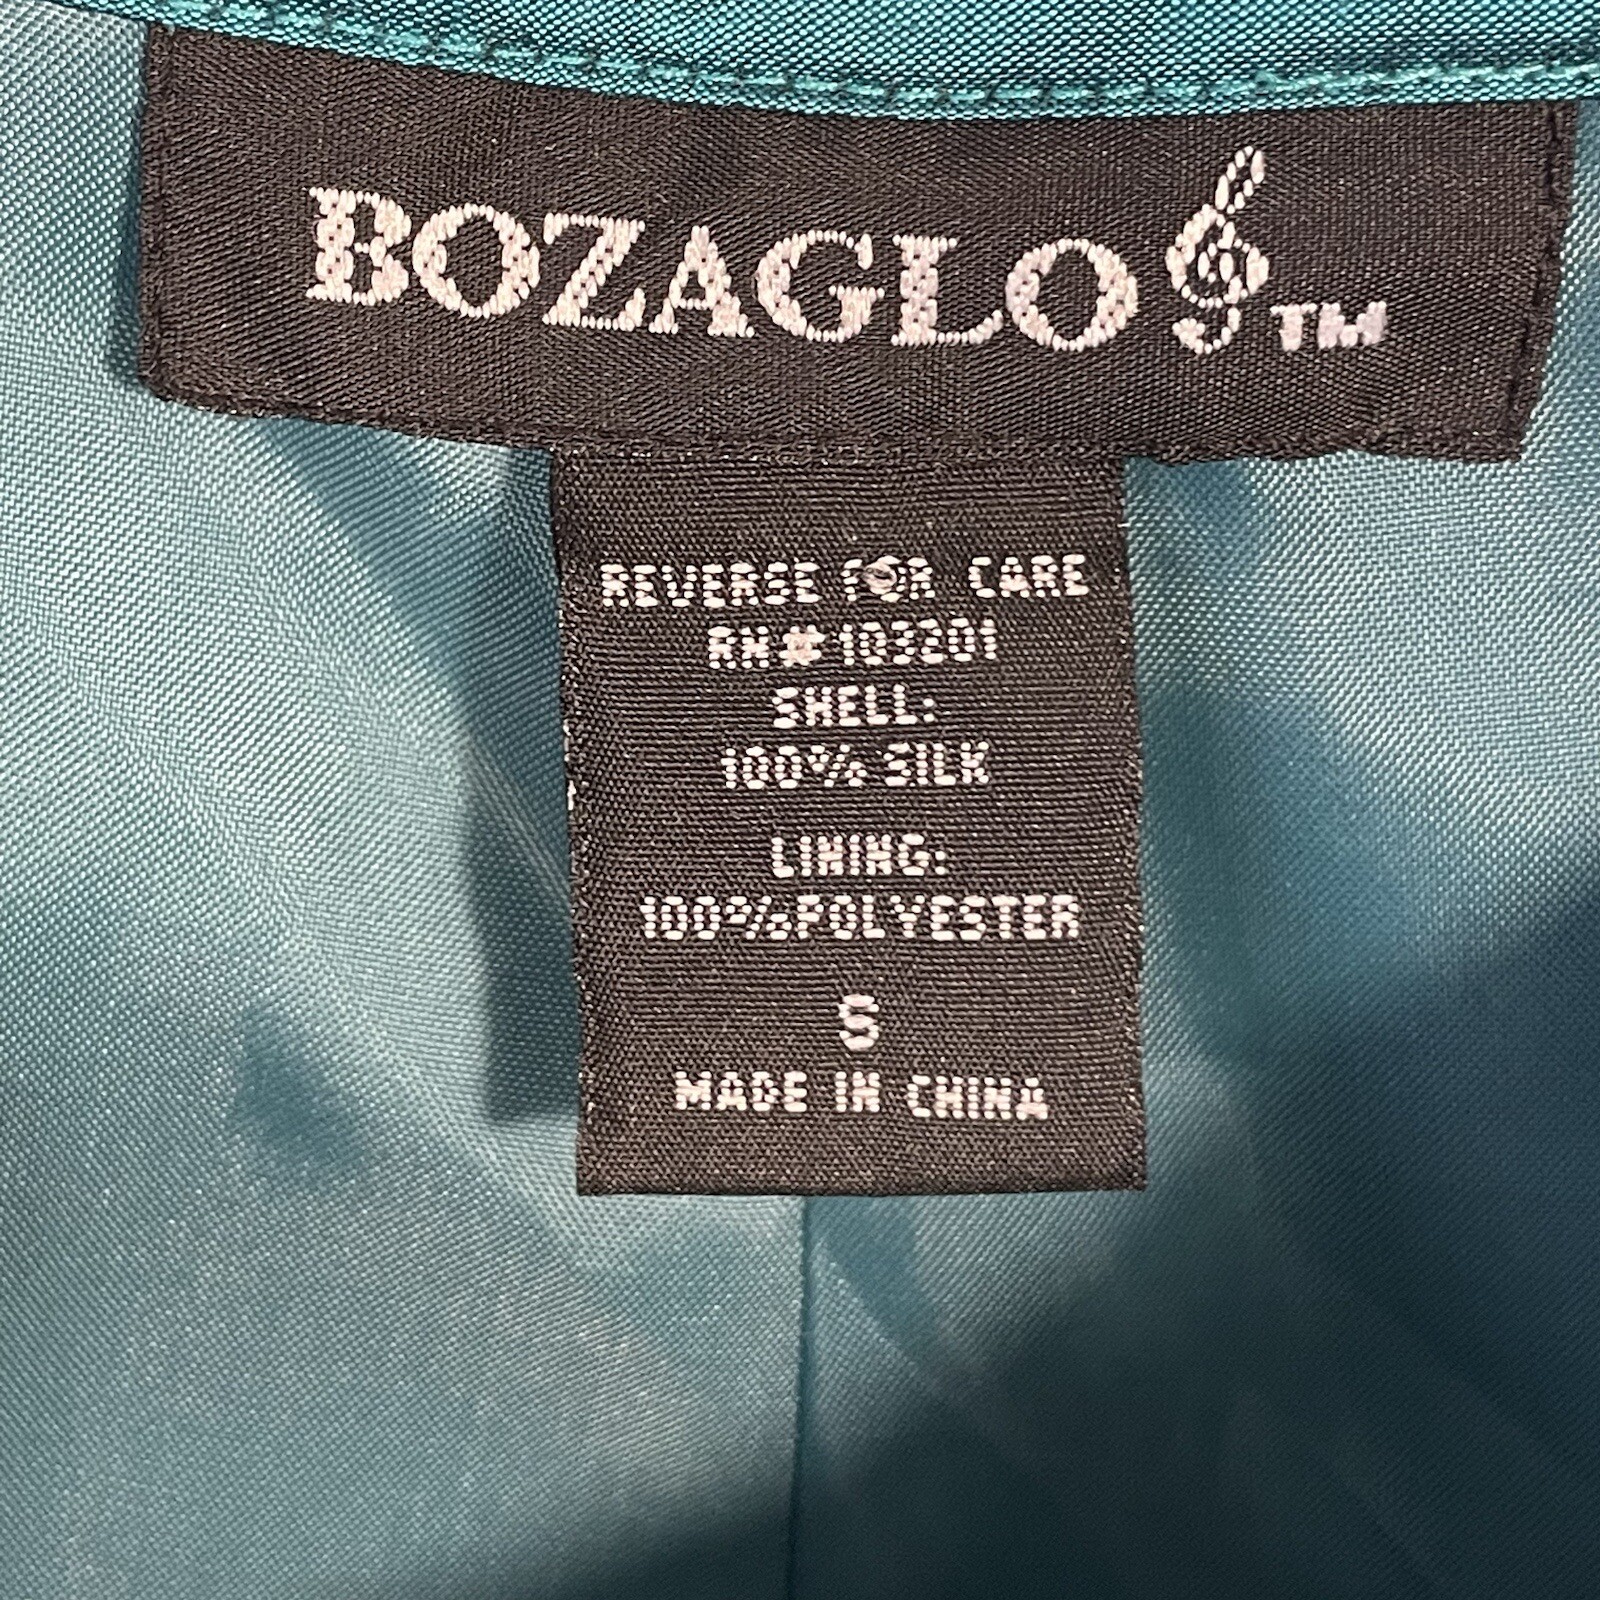 BOZAGLO TM
REVERSE FOR CARE
RN#103201
SHELL:
100% SILK
LINING:
100%POLYESTER
S
MADE IN CHINA